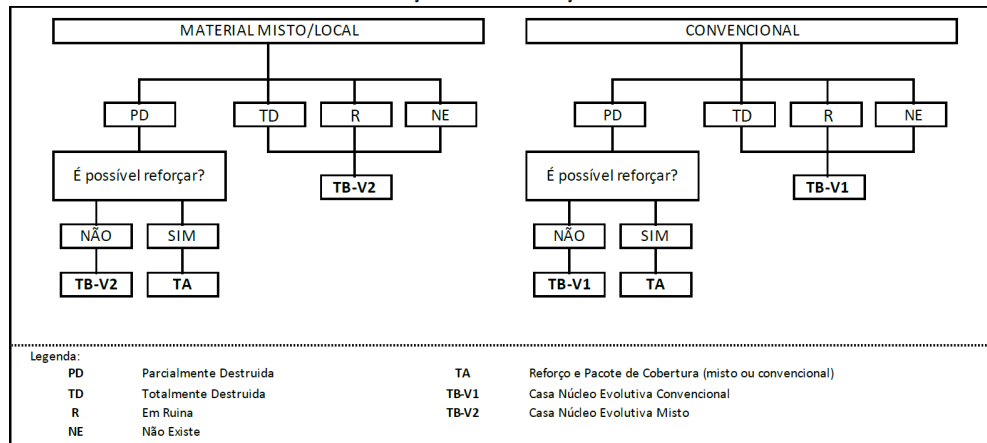 MATERIAL MISTO/LOCAL
CONVENCIONAL
PD
TD
R
NE
PD
TD
R
NE
É possível reforçar?
TB-V2
É possível reforçar?
TB-V1
NÃO
SIM
NÃO
SIM
TB-V2
TA
TB-V1
TA
Legenda:
PD Parcialmente Destruida
TA Reforço e Pacote de Cobertura (misto ou convencional)
TD Totalmente Destruida
TB-V1 Casa Núcleo Evolutiva Convencional
R Em Ruina
TB-V2 Casa Núcleo Evolutiva Misto
NE Não Existe